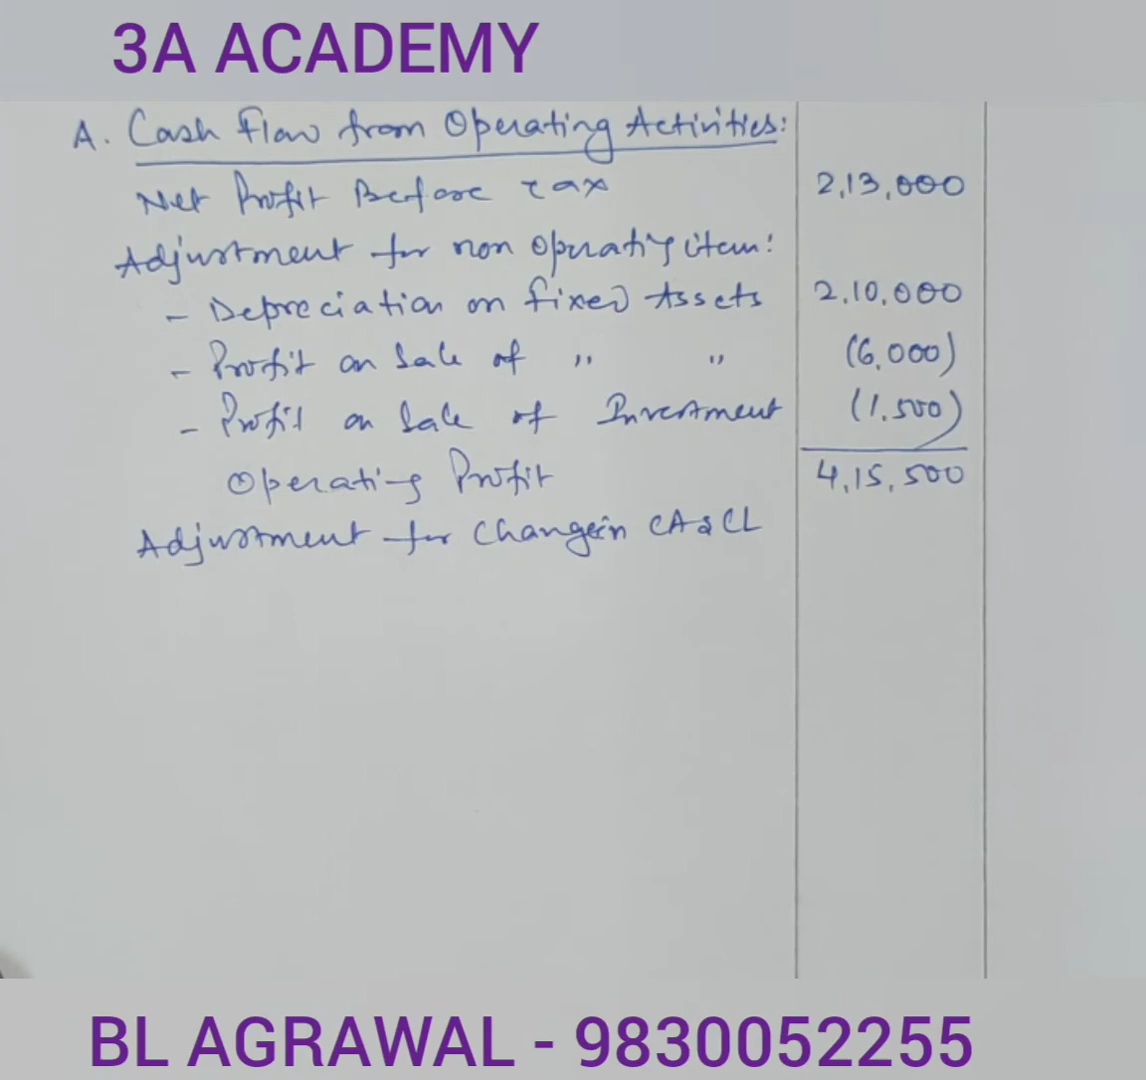 3A ACADEMY
A. Cash Flow from Operating Activities:
Net Profit Before Tax 2,13,000
Adjustment for non Operating item:
- Depreciation on Fixed Assets 2,10,000
- Profit on Sale of " " (6,000)
- Profit on Sale of Investment (1,500)
Operating Profit 4,15,500
Adjustment for Change in CA & CL
BL AGRAWAL - 9830052255